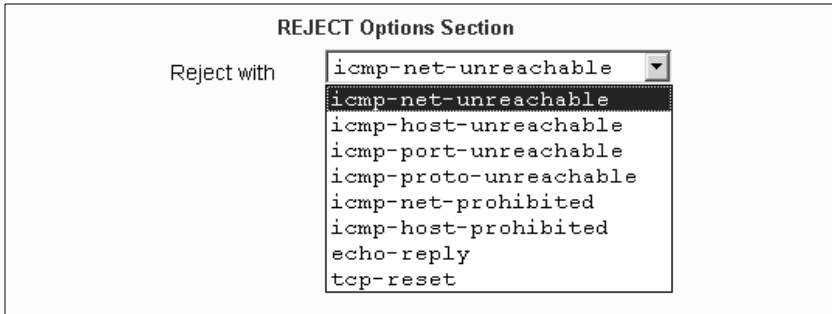 REJECT Options Section
Reject with icmp-net-unreachable
icmp-net-unreachable
icmp-host-unreachable
icmp-port-unreachable
icmp-proto-unreachable
icmp-net-prohibited
icmp-host-prohibited
echo-reply
tcp-reset